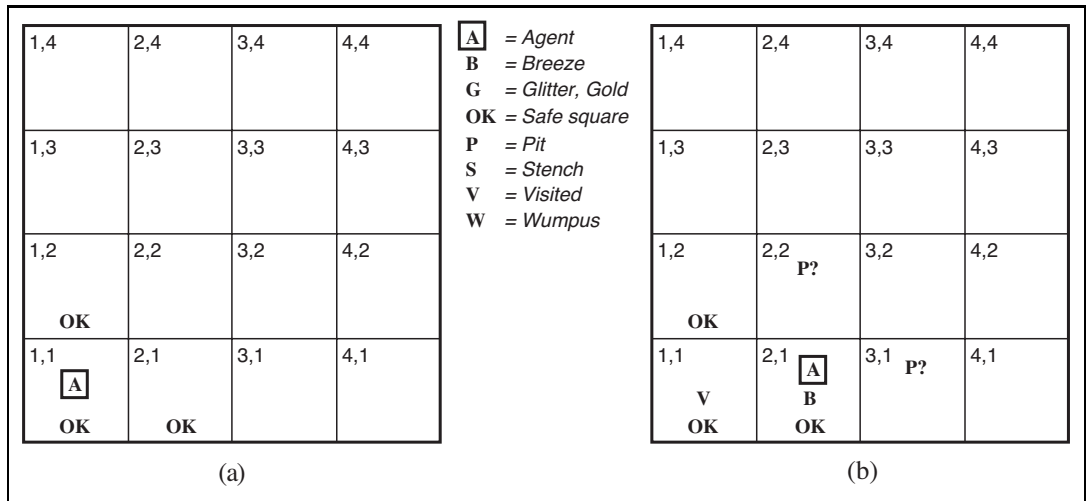 1,4 2,4 3,4 4,4
1,3 2,3 3,3 4,3
1,2 2,2 3,2 4,2
OK
1,1 2,1 3,1 4,1
A
OK OK
(a)
A = Agent
B = Breeze
G = Glitter, Gold
OK = Safe square
P = Pit
S = Stench
V = Visited
W = Wumpus
1,4 2,4 3,4 4,4
1,3 2,3 3,3 4,3
1,2 2,2 3,2 4,2
P?
OK
1,1 2,1 3,1 4,1
A P?
V B
OK OK
(b)